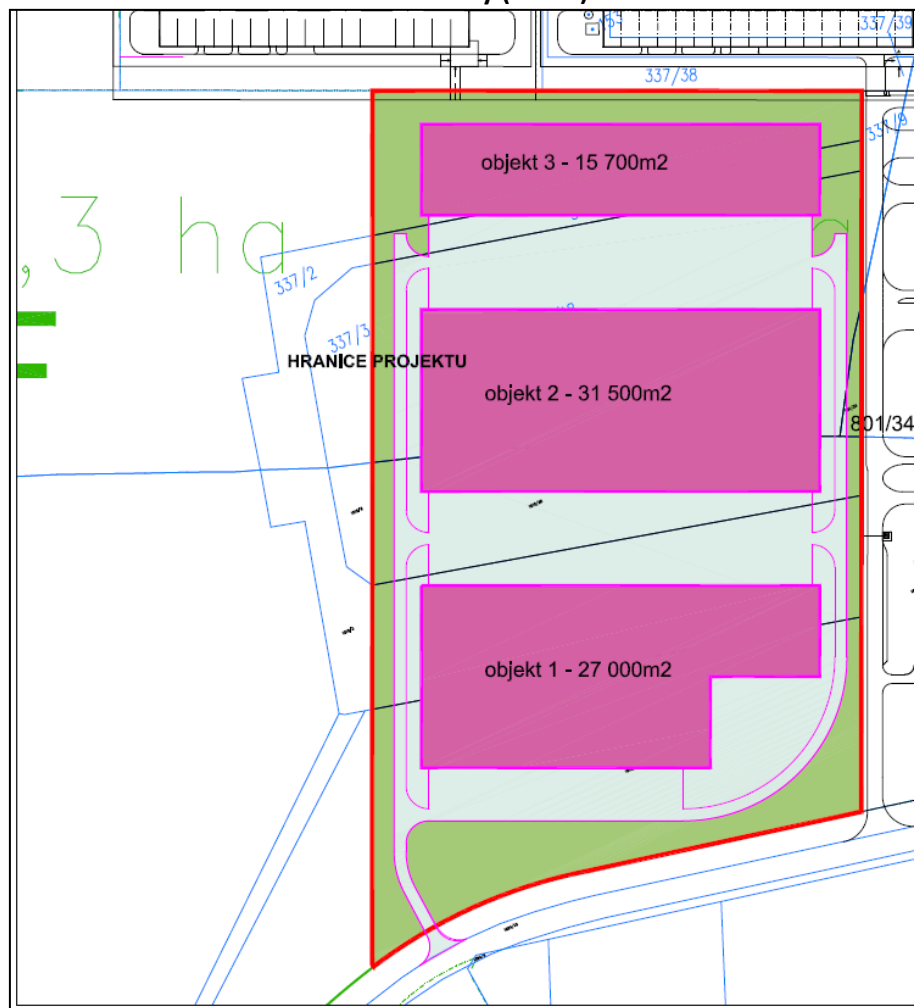 153
337/39
337/38
337/9
objekt 3 - 15 700m2
,3 ha
337/2
337/3
HRANICE PROJEKTU
objekt 2 - 31 500m2
801/34
objekt 1 - 27 000m2